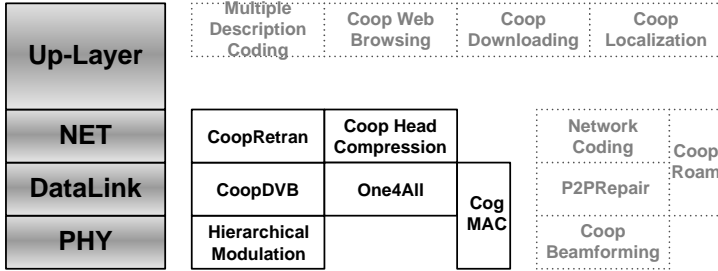 Multiple
Description
Coding
Coop Web
Browsing
Coop
Downloading
Coop
Localization
Up-Layer
NET
CoopRetran
Coop Head
Compression
Network
Coding
Coop
Roam
DataLink
CoopDVB
One4All
Cog
MAC
P2PRepair
PHY
Hierarchical
Modulation
Coop
Beamforming